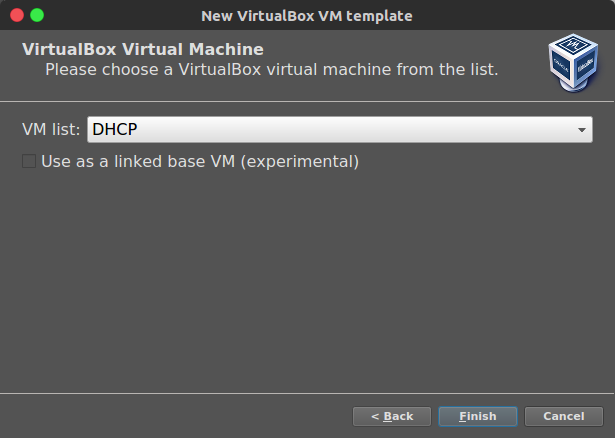 New VirtualBox VM template
VirtualBox Virtual Machine
Please choose a VirtualBox virtual machine from the list.
VM list: DHCP
Use as a linked base VM (experimental)
< Back Finish Cancel